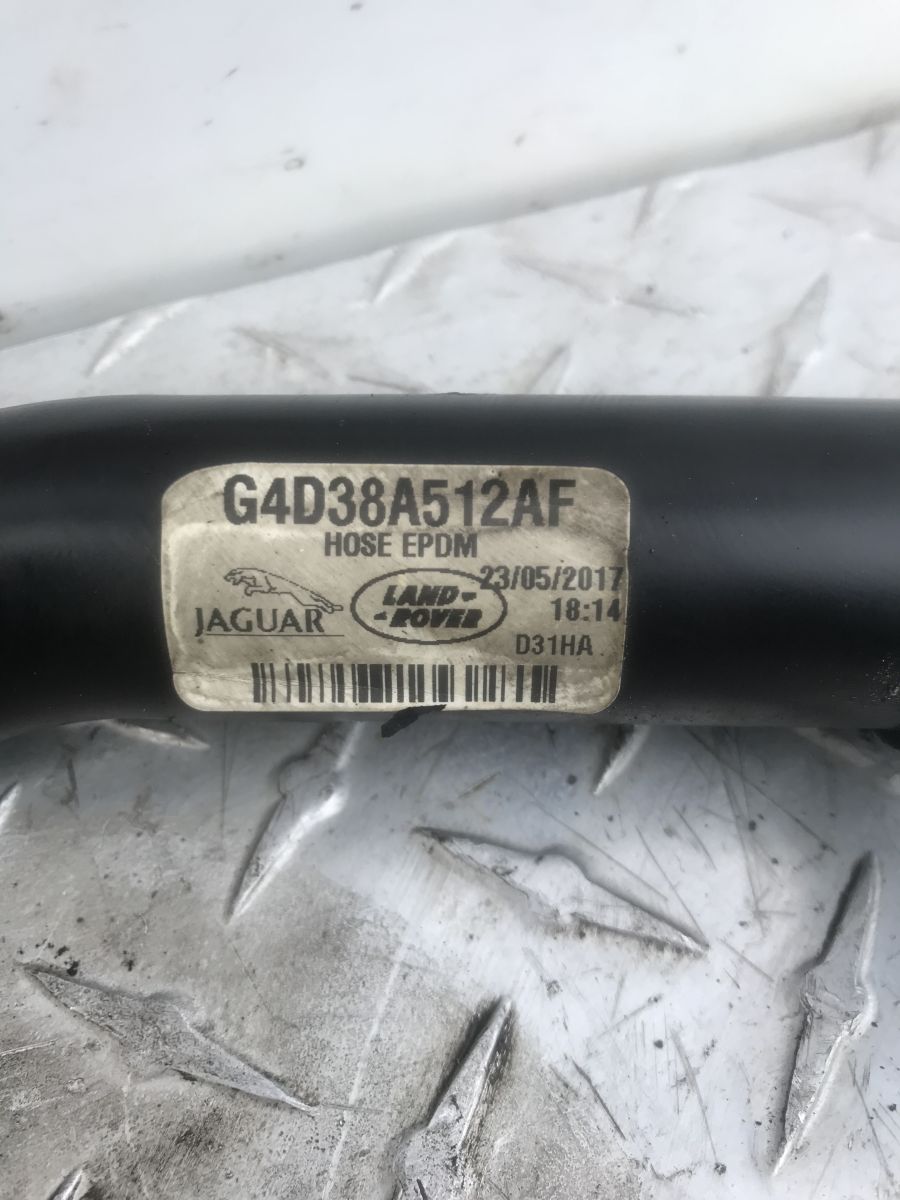 G4D38A512AF
HOSE EPDM
23/05/2017
JAGUAR
LAND-
-ROVER
18:14
D31HA